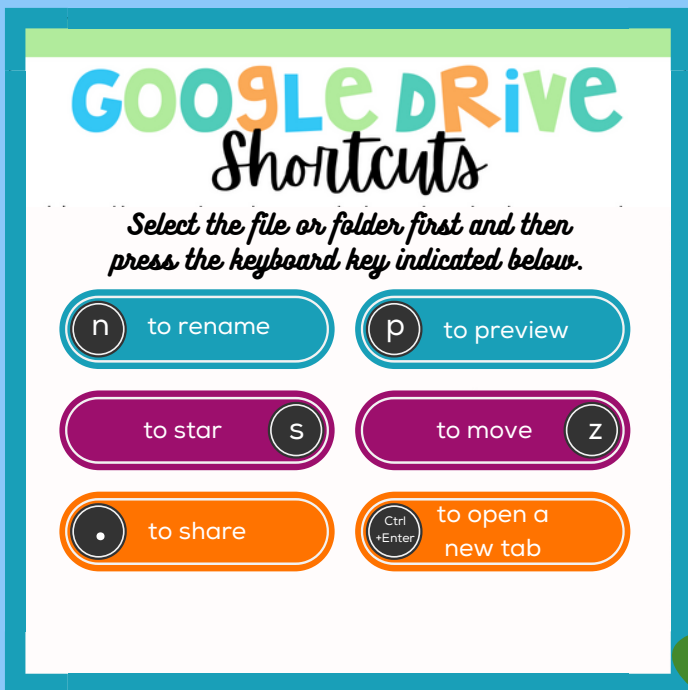 GOOGLE DRIVE
Shortcuts
Select the file or folder first and then
press the keyboard key indicated below.
n to rename
p to preview
to star s
to move z
. to share
Ctrl
+Enter
to open a
new tab